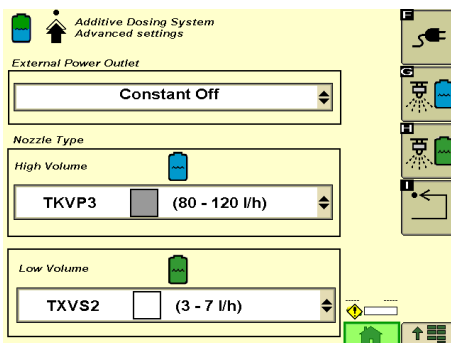 Additive Dosing System
Advanced settings
External Power Outlet
Constant Off
Nozzle Type
High Volume
TKVP3 (80 - 120 l/h)
Low Volume
TXVS2 (3 - 7 l/h)
F
G
H
I